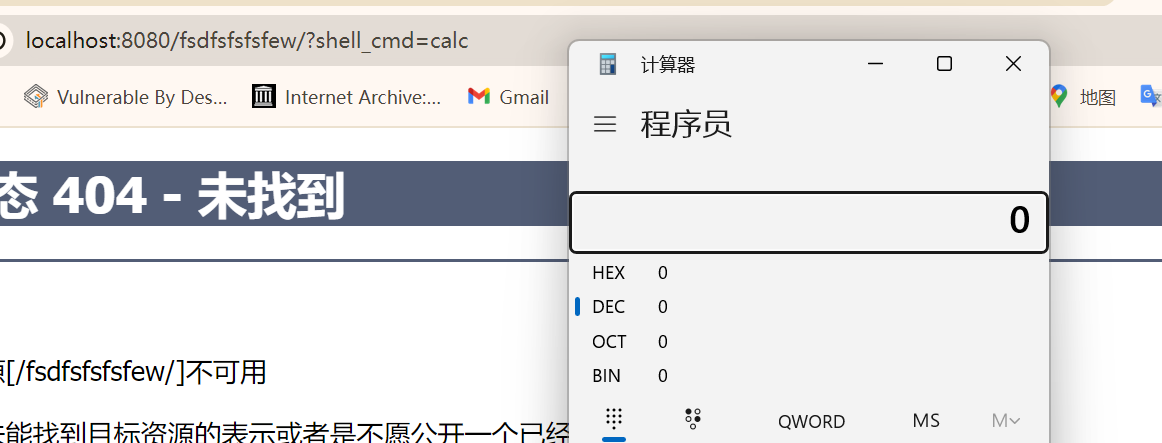 localhost:8080/fsdfsfsfsfew/?shell_cmd=calc
Vulnerable By Des...
Internet Archive:...
Gmail
地图
态 404 - 未找到
[/fsdfsfsfsfew/]不可用
能找到目标资源的表示或者是不愿公开一个已经
计算器
程序员
0
HEX 0
DEC 0
OCT 0
BIN 0
QWORD MS M